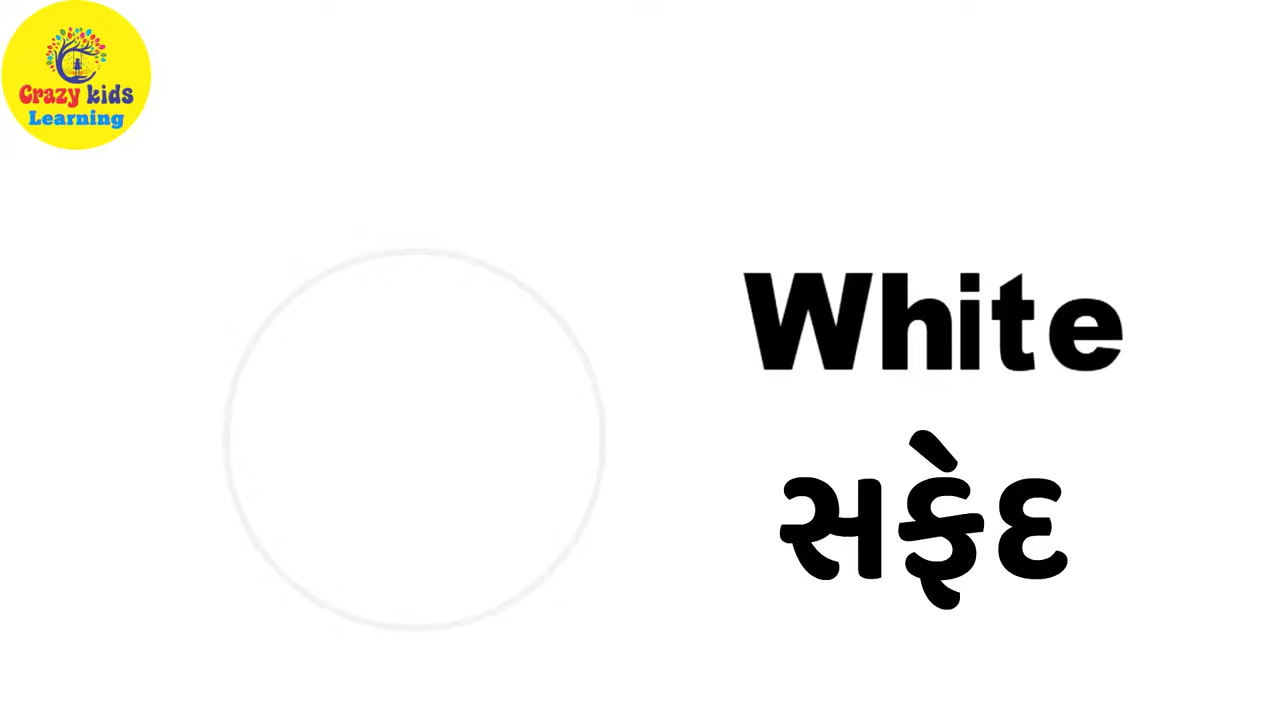 Crazy kids
Learning
White
સફેદ